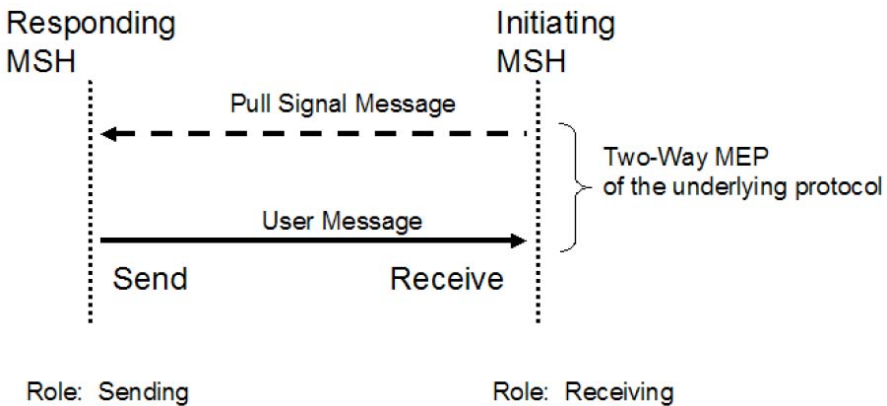 Responding
MSH
Initiating
MSH
Pull Signal Message
Two-Way MEP
of the underlying protocol
User Message
Send
Receive
Role: Sending
Role: Receiving